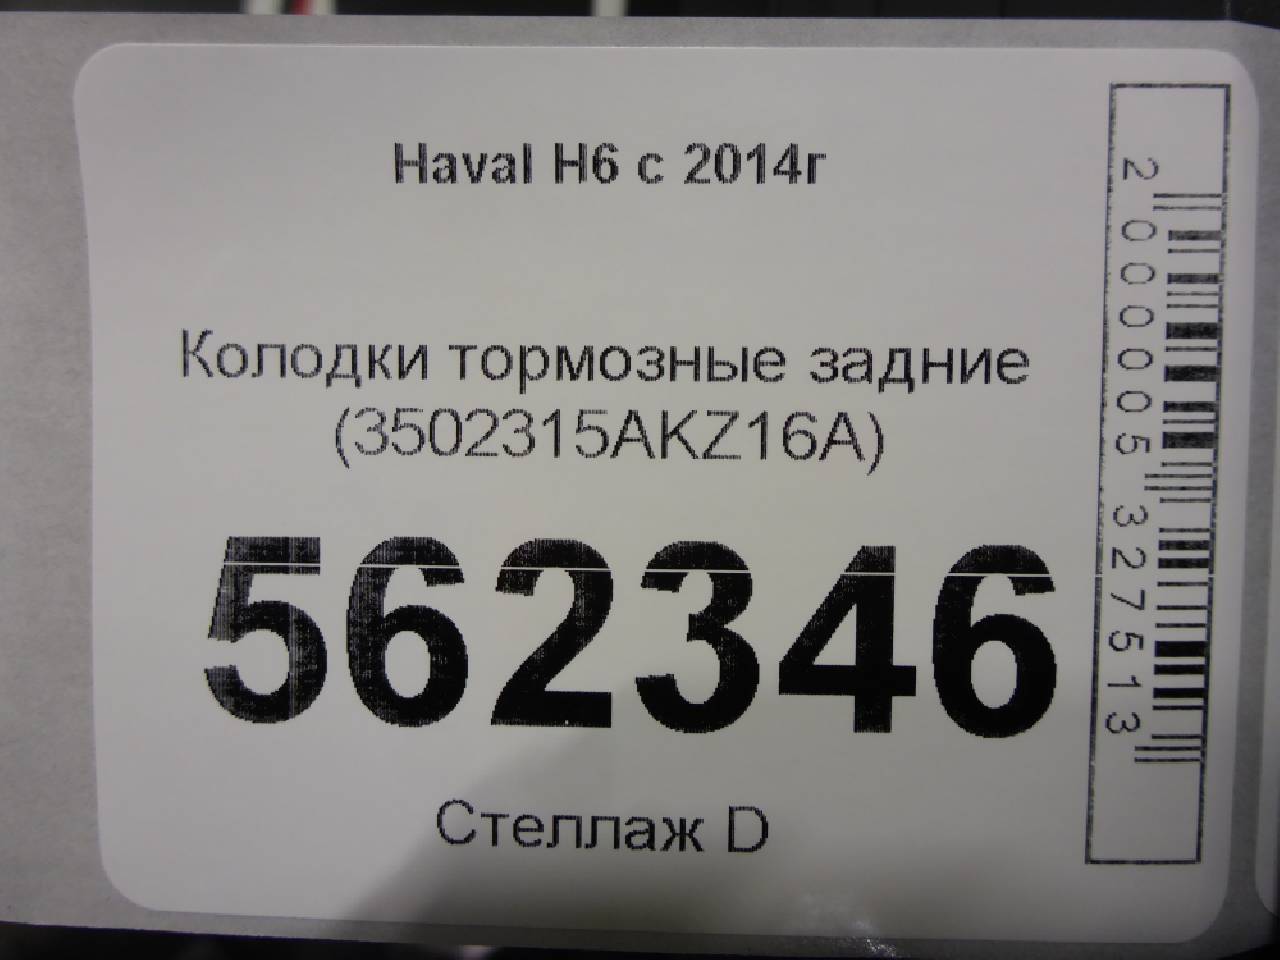 Haval H6 с 2014г
Колодки тормозные задние
(3502315AKZ16A)
562346
Стеллаж D
2000005327513